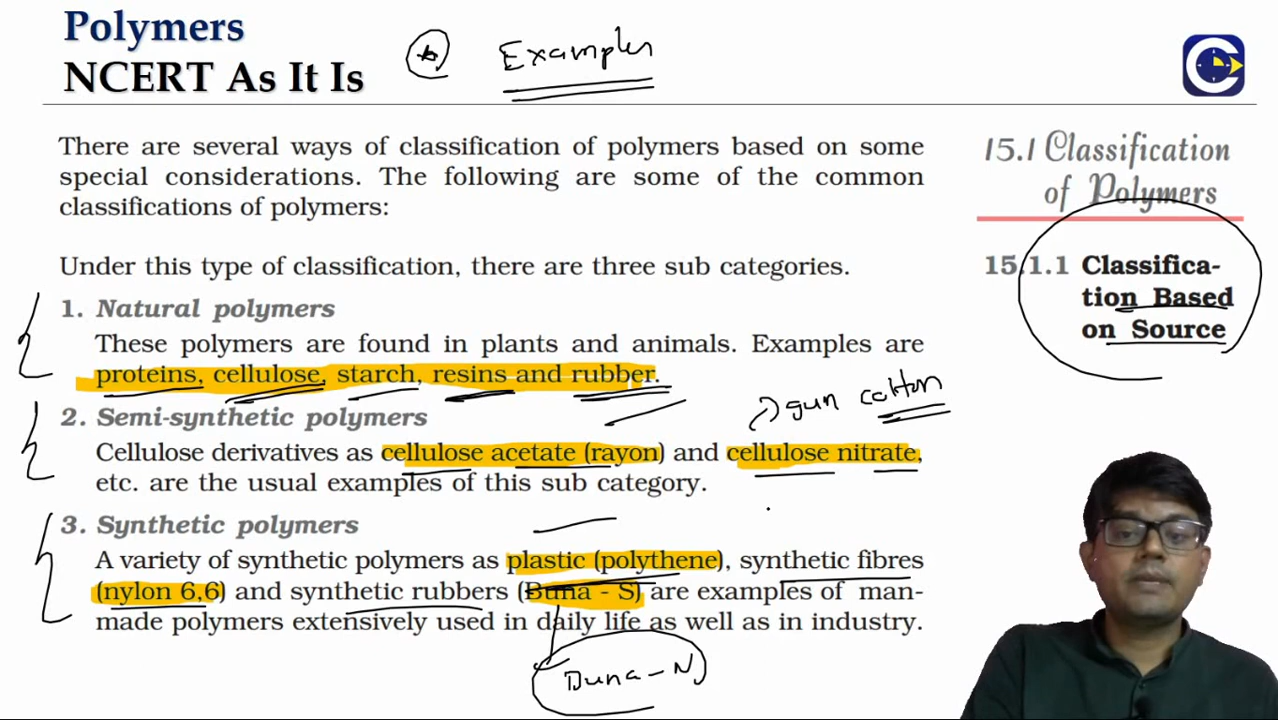 Polymers
NCERT As It Is
Examples
There are several ways of classification of polymers based on some
special considerations. The following are some of the common
classifications of polymers:
15.1 Classification
of Polymers
Under this type of classification, there are three sub categories.
15.1.1 Classifica-
tion Based
on Source
1. Natural polymers
These polymers are found in plants and animals. Examples are
proteins, cellulose, starch, resins and rubber.
2. Semi-synthetic polymers
gun cotton
Cellulose derivatives as cellulose acetate (rayon) and cellulose nitrate,
etc. are the usual examples of this sub category.
3. Synthetic polymers
A variety of synthetic polymers as plastic (polythene), synthetic fibres
(nylon 6,6) and synthetic rubbers (Buna - S) are examples of man-
made polymers extensively used in daily life as well as in industry.
Buna-N